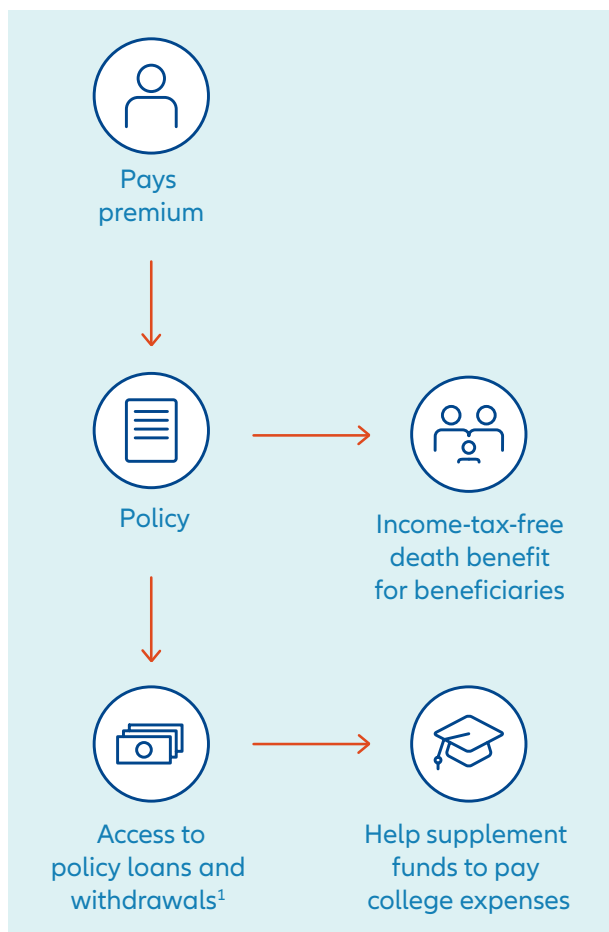 Pays
premium
Policy
Income-tax-free
death benefit
for beneficiaries
Access to
policy loans and
withdrawals¹
Help supplement
funds to pay
college expenses